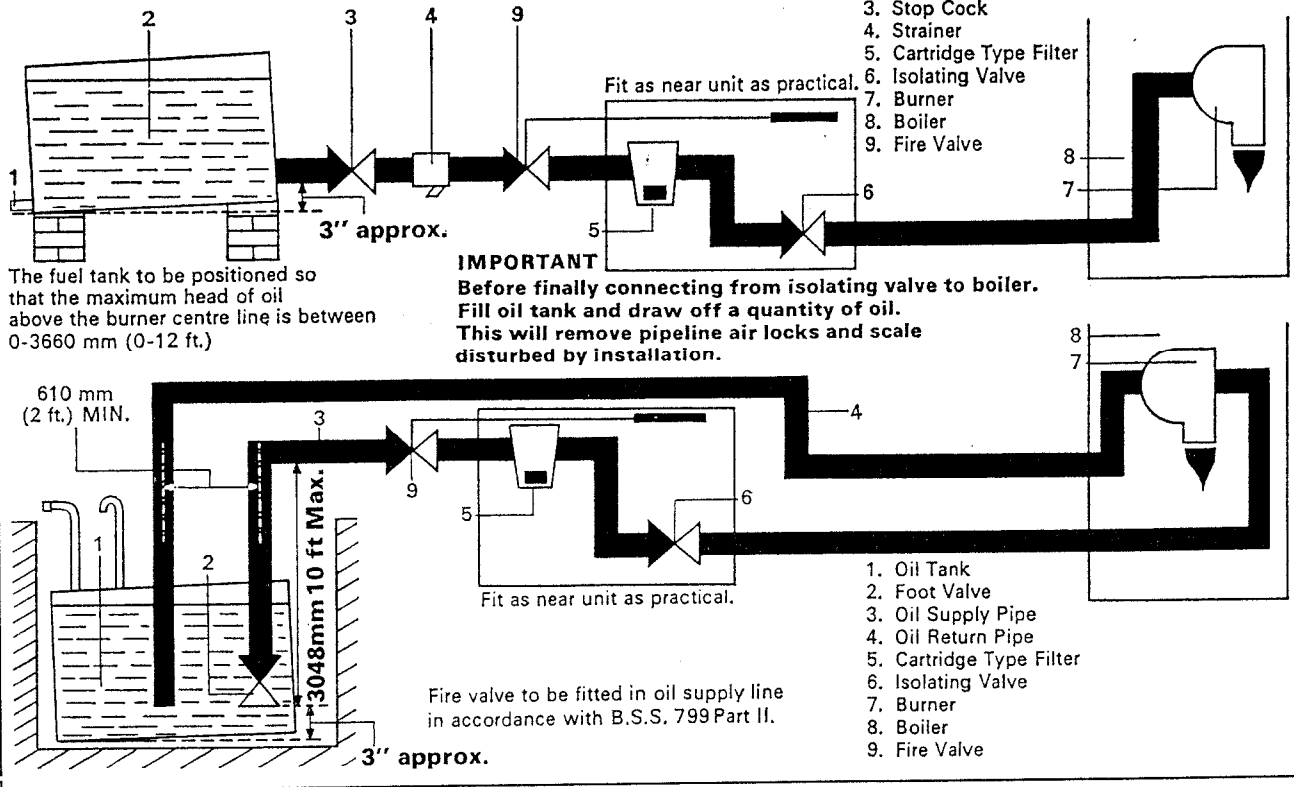 2
3
4
9
3. Stop Cock
4. Strainer
5. Cartridge Type Filter
6. Isolating Valve
7. Burner
8. Boiler
9. Fire Valve
Fit as near unit as practical.
1
3'' approx.
5
6
8
7
The fuel tank to be positioned so
that the maximum head of oil
above the burner centre line is between
0-3660 mm (0-12 ft.)
IMPORTANT
Before finally connecting from isolating valve to boiler.
Fill oil tank and draw off a quantity of oil.
This will remove pipeline air locks and scale
disturbed by installation.
610 mm
(2 ft.) MIN.
3
9
5
6
4
8
7
1
2
3048mm 10 ft Max.
3'' approx.
Fit as near unit as practical.
Fire valve to be fitted in oil supply line
in accordance with B.S.S. 799 Part II.
1. Oil Tank
2. Foot Valve
3. Oil Supply Pipe
4. Oil Return Pipe
5. Cartridge Type Filter
6. Isolating Valve
7. Burner
8. Boiler
9. Fire Valve